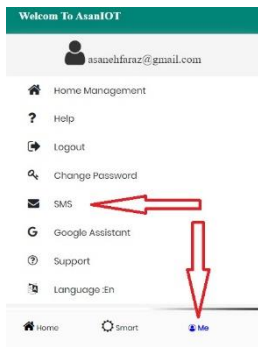 Welcom To AsanIOT
asanehfaraz@gmail.com
Home Management
Help
Logout
Change Password
SMS
Google Assistant
Support
Language :En
Home Smart Me